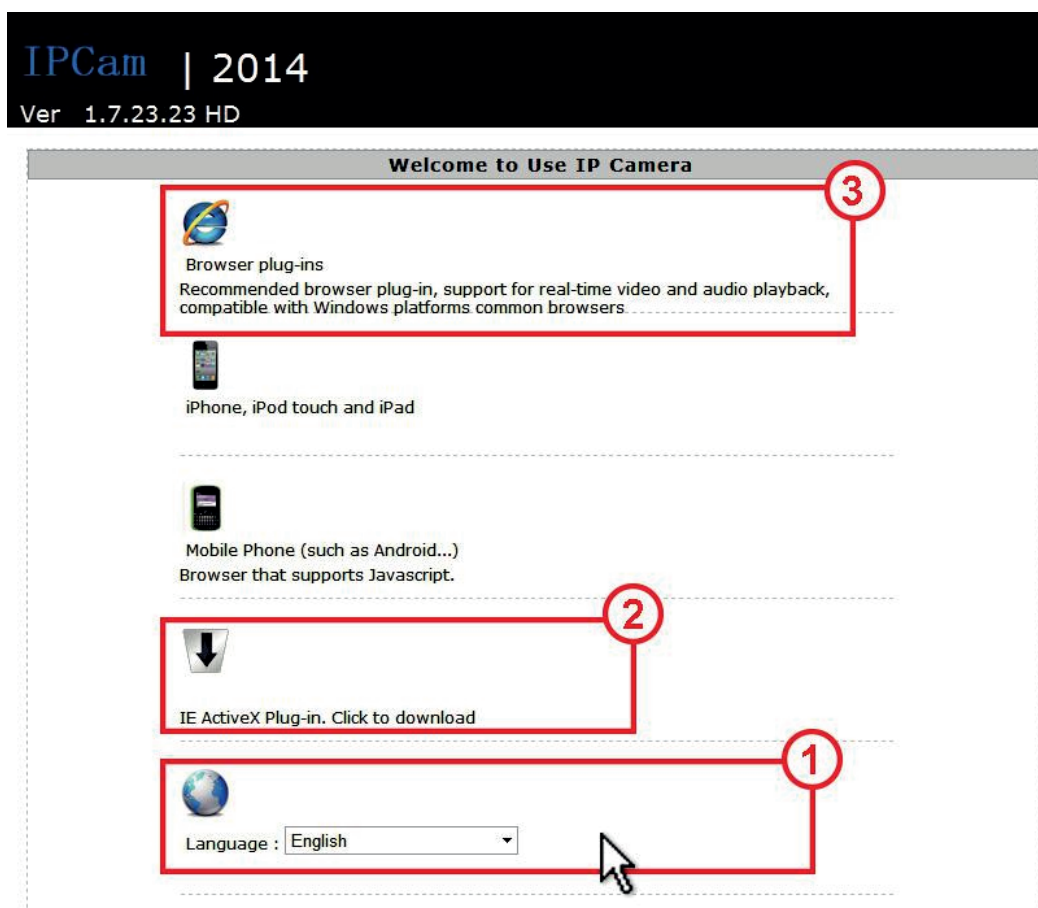 IPCam | 2014
Ver 1.7.23.23 HD
Welcome to Use IP Camera
3
Browser plug-ins
Recommended browser plug-in, support for real-time video and audio playback,
compatible with Windows platforms common browsers
iPhone, iPod touch and iPad
Mobile Phone (such as Android...)
Browser that supports Javascript.
2
IE ActiveX Plug-in. Click to download
1
Language : English